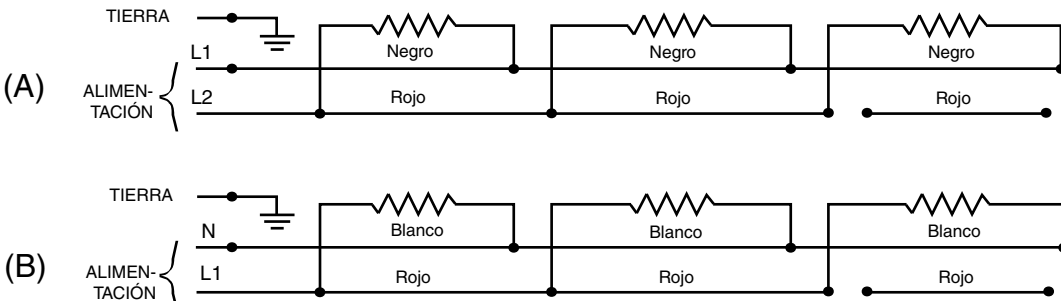 TIERRA
L1
Negro Negro Negro
(A)
ALIMEN-
TACIÓN
L2
Rojo Rojo Rojo
TIERRA
N
Blanco Blanco Blanco
(B)
ALIMEN-
TACIÓN
L1
Rojo Rojo Rojo